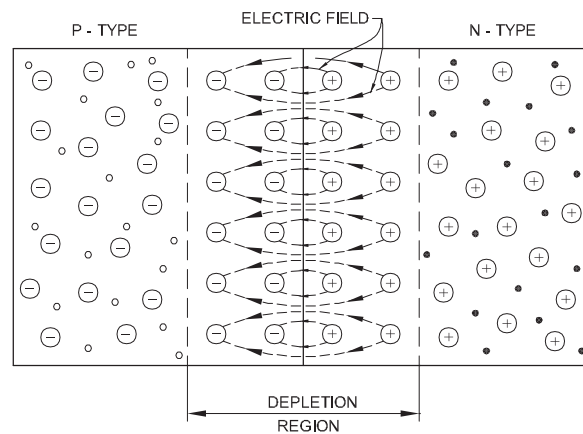 ELECTRIC FIELD
P - TYPE
N - TYPE
DEPLETION
REGION